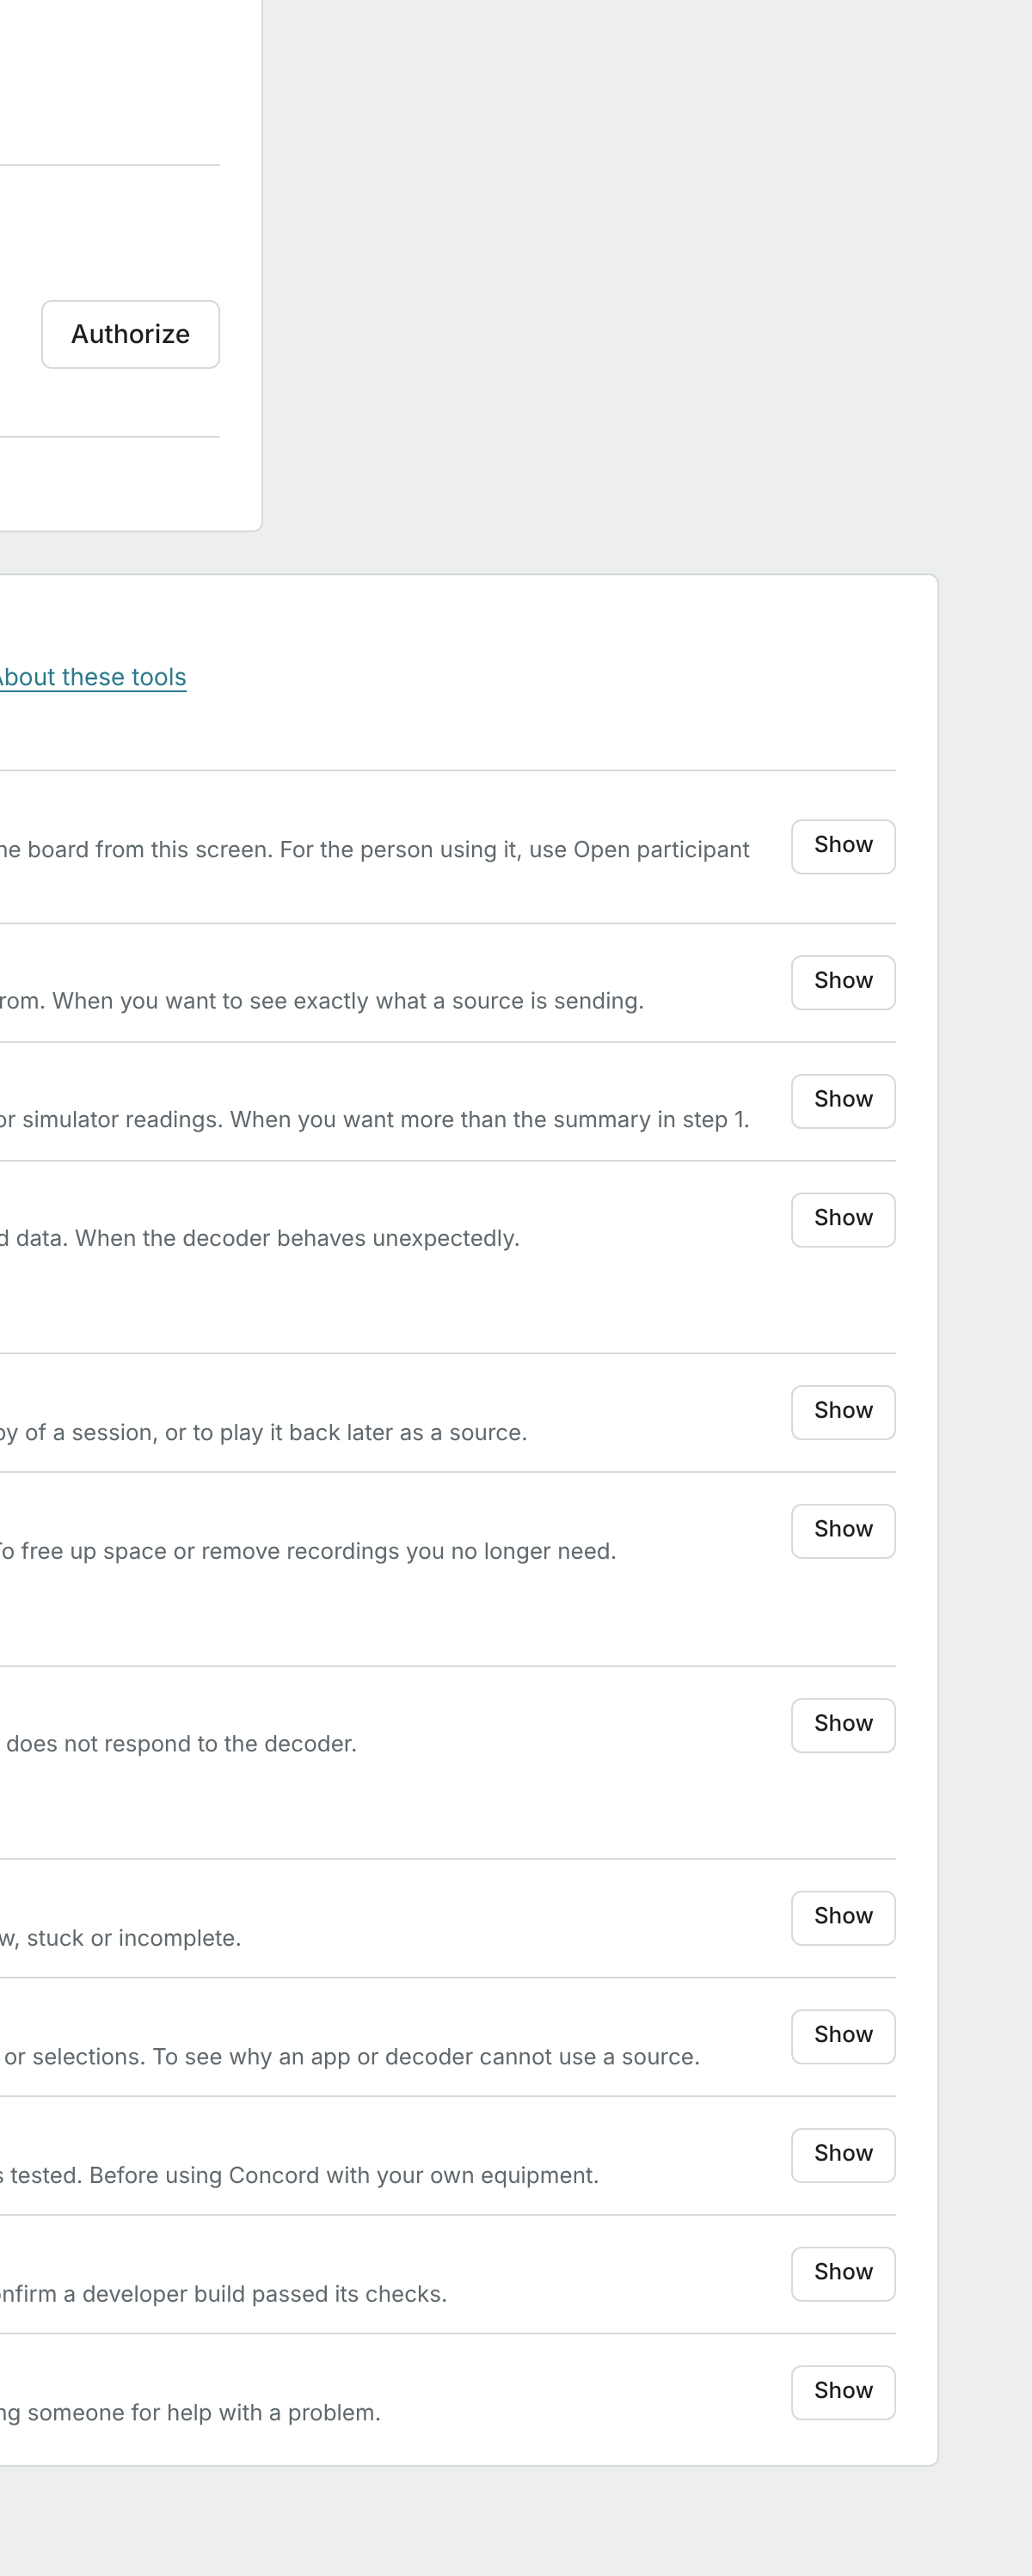 Authorize
About these tools
board from this screen. For the person using it, use Open participant
Show
Show
rom. When you want to see exactly what a source is sending.
Show
or simulator readings. When you want more than the summary in step 1.
Show
d data. When the decoder behaves unexpectedly.
Show
of a session, or to play it back later as a source.
Show
To free up space or remove recordings you no longer need.
Show
does not respond to the decoder.
Show
w, stuck or incomplete.
Show
or selections. To see why an app or decoder cannot use a source.
Show
s tested. Before using Concord with your own equipment.
Show
nfirm a developer build passed its checks.
Show
ng someone for help with a problem.